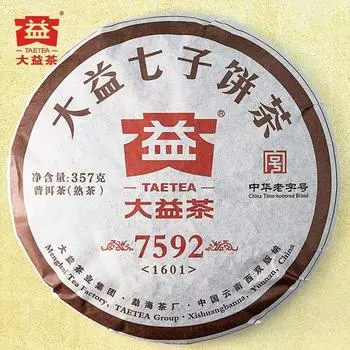 益
TAETEA
大益茶
大益七子饼茶
益®
TAETEA
大益茶
净含量:357克
普洱茶(熟茶)
中华老字号
China Time-honored Brand
7592
<1601>
大益茶业集团·勐海茶厂·中国云南西双版纳
Menghai Tea Factory, TAETEA Group·Xishuangbanna, Yunnan, China